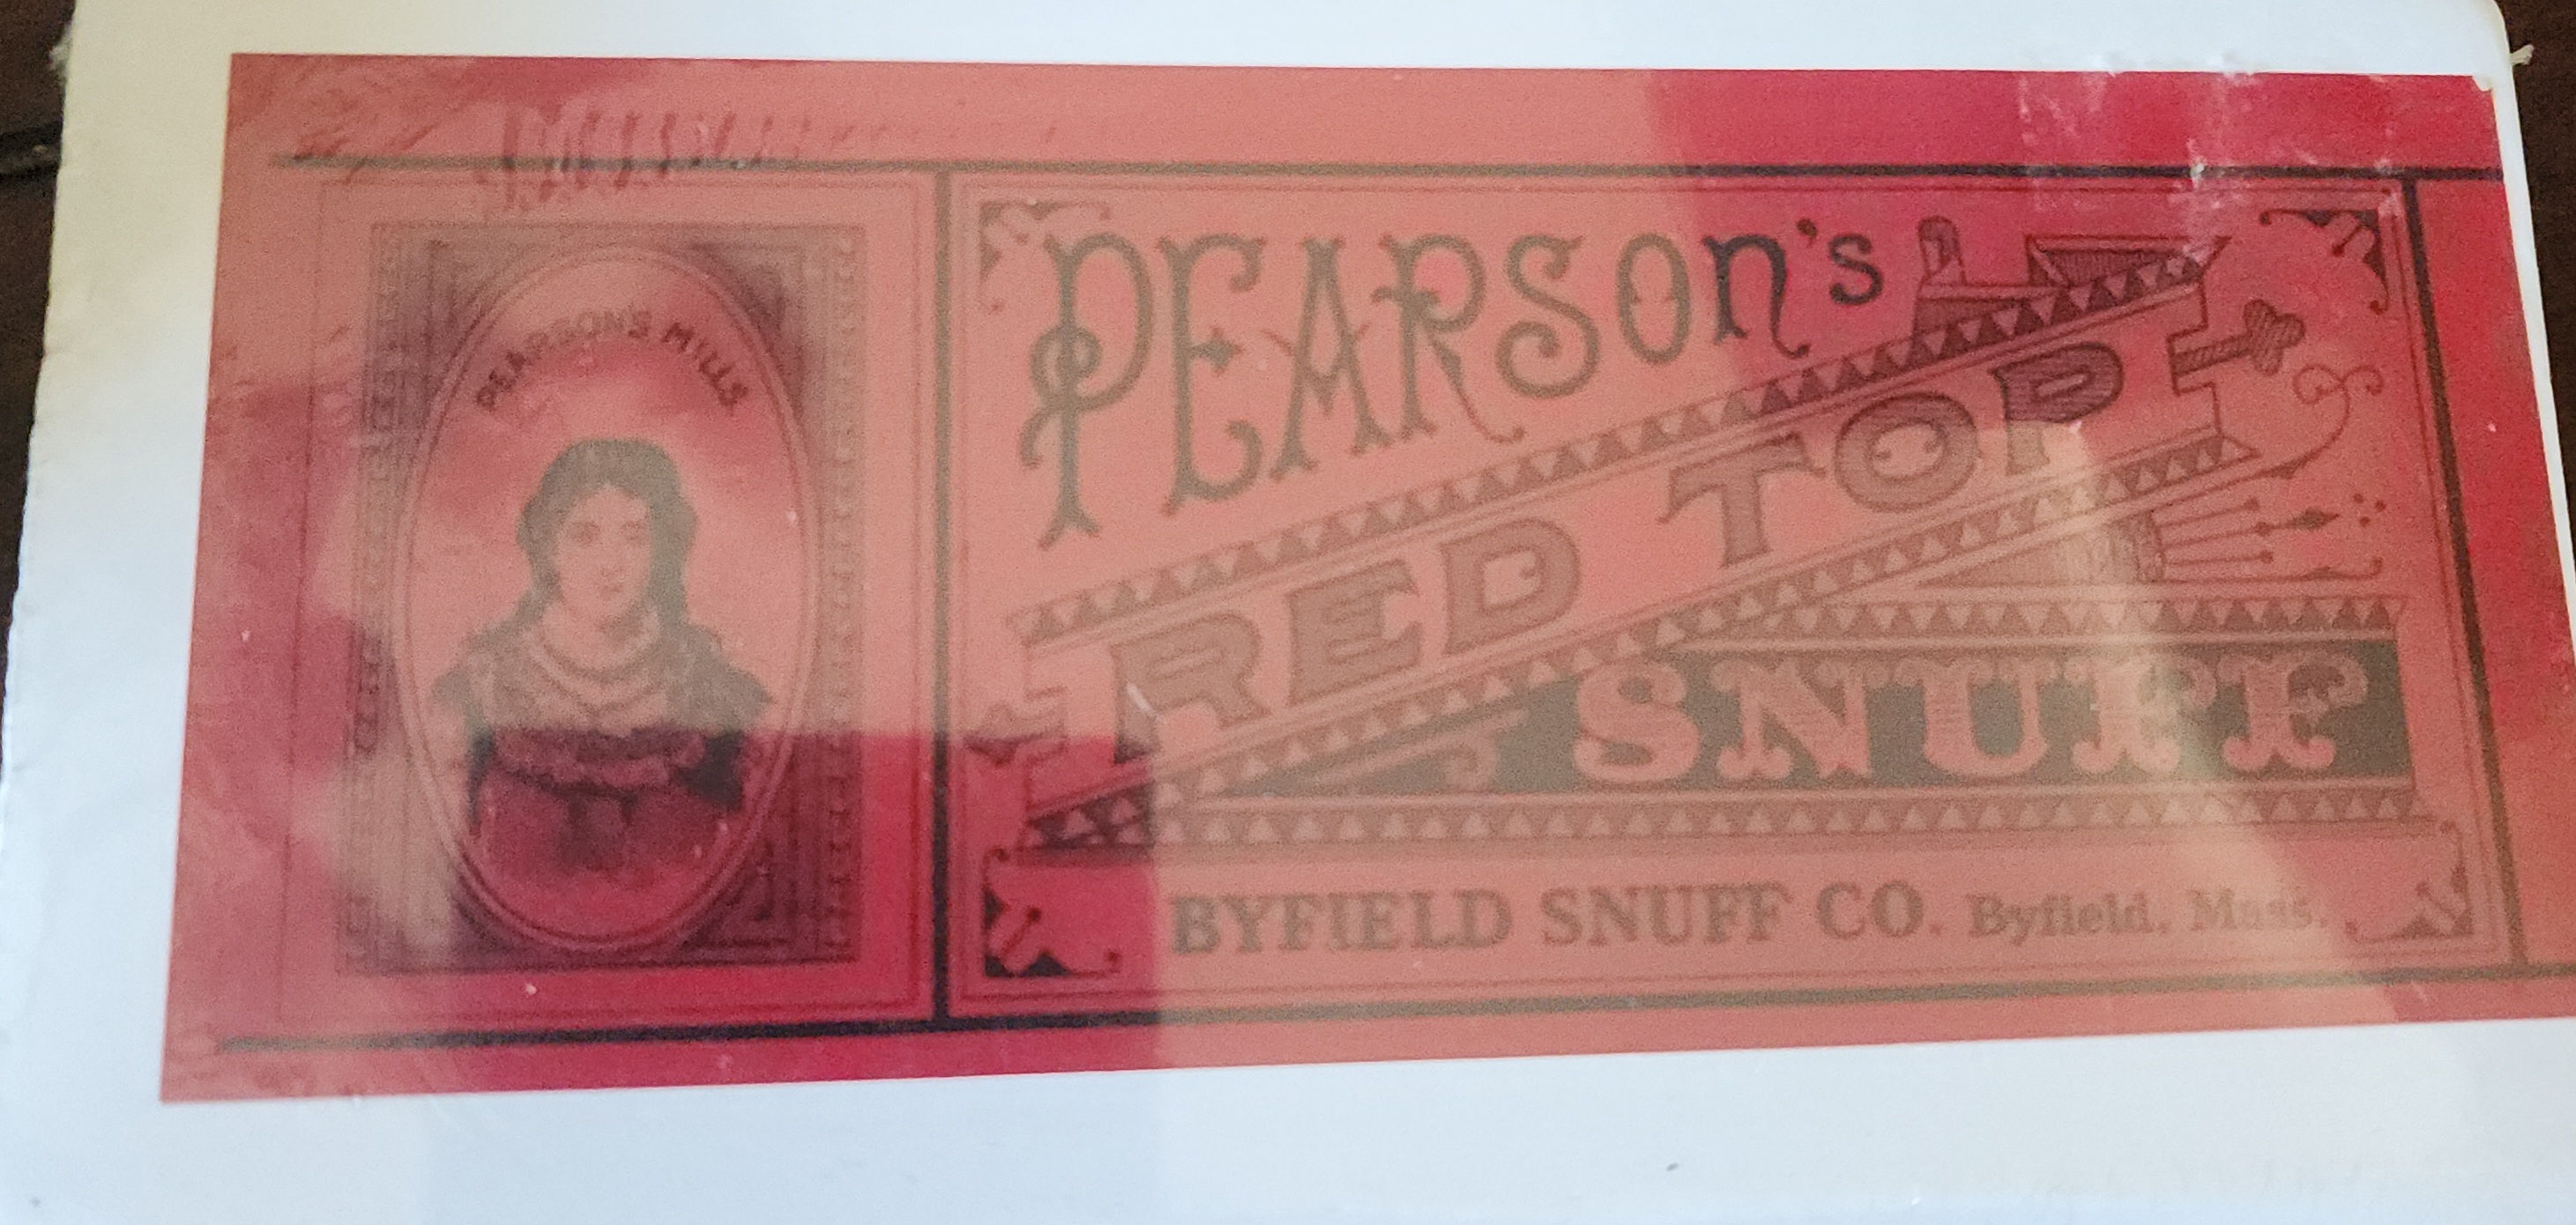 PEARSON'S MILLS
PEARSOn's
RED TOP
SNUFF
BYFIELD SNUFF CO. Byfield, Mass.